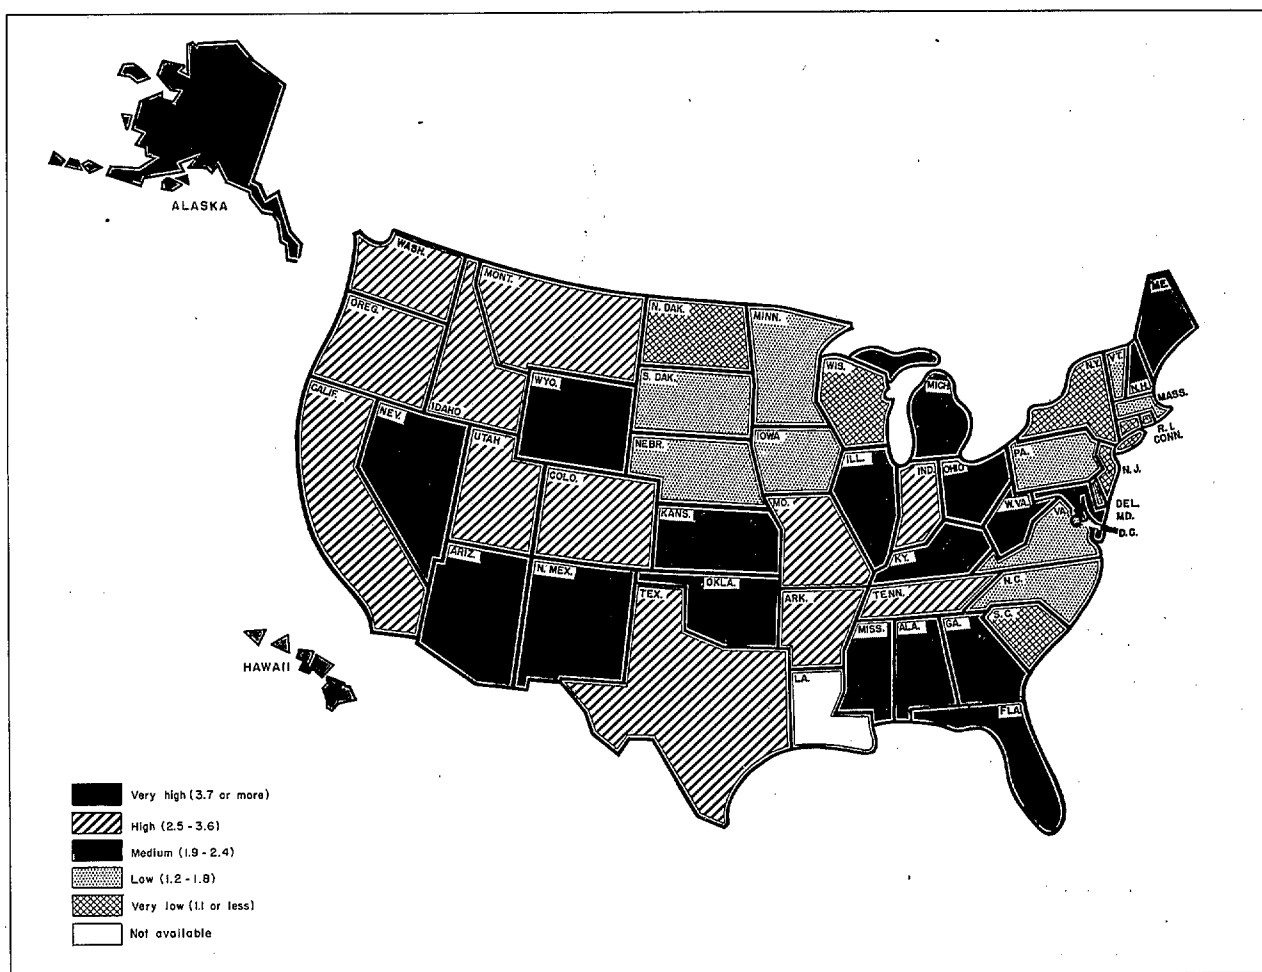 ALASKA
WASH.
MONT.
N. DAK.
MINN.
ME.
OREG.
WIS.
MICH.
N.Y.
VT.
N.H.
MASS.
S. DAK.
WYO.
IDAHO
CALIF.
NEV.
UTAH
NEBR.
IOWA
R.I.
CONN.
PA.
ILL.
IND.
OHIO
N.J.
COLO.
KANS.
MO.
W. VA.
VA.
DEL.
MD.
D.C.
KY.
ARIZ.
N. MEX.
OKLA.
TEX.
ARK.
TENN.
N.C.
S.C.
MISS.
ALA.
GA.
HAWAII
LA.
FLA.
Very high (3.7 or more)
High (2.5 - 3.6)
Medium (1.9 - 2.4)
Low (1.2 - 1.8)
Very low (1.1 or less)
Not available